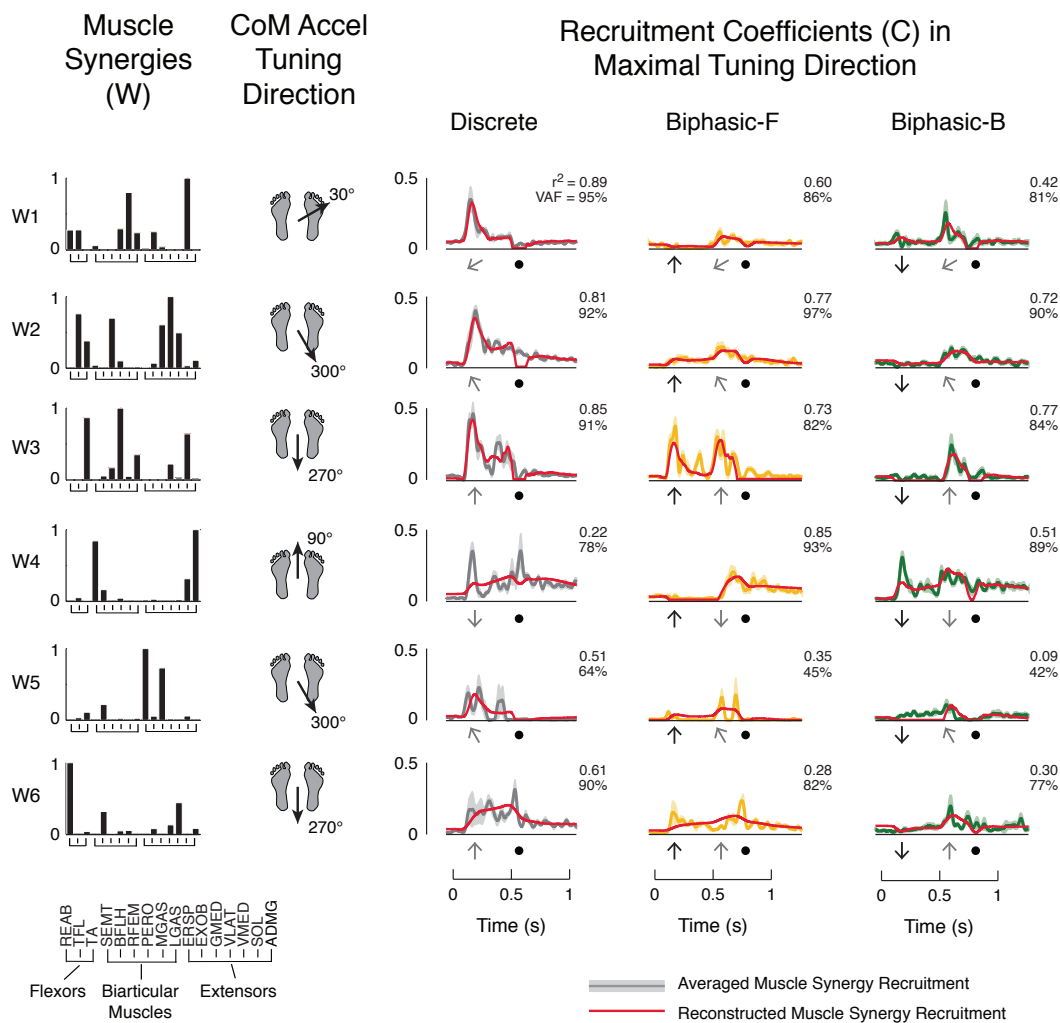 Muscle
Synergies
(W)
CoM Accel
Tuning
Direction
Recruitment Coefficients (C) in
Maximal Tuning Direction
Discrete
Biphasic-F
Biphasic-B
W1
1
0
30°
0.5
0
r² = 0.89
VAF = 95%
0.60
86%
0.42
81%
W2
1
0
300°
0.5
0
0.81
92%
0.77
97%
0.72
90%
W3
1
0
270°
0.5
0
0.85
91%
0.73
82%
0.77
84%
W4
1
0
90°
0.5
0
0.22
78%
0.85
93%
0.51
89%
W5
1
0
300°
0.5
0
0.51
64%
0.35
45%
0.09
42%
W6
1
0
270°
0.5
0
0.61
90%
0.28
82%
0.30
77%
0 0.5 1
Time (s)
0 0.5 1
Time (s)
0 0.5 1
Time (s)
REAB
TFL
TA
SEMT
BFLH
RFEM
PERO
MGAS
LGAS
ERSP
EXOB
GMED
VLAT
VMED
SOL
ADMG
Flexors
Biarticular
Muscles
Extensors
Averaged Muscle Synergy Recruitment
Reconstructed Muscle Synergy Recruitment